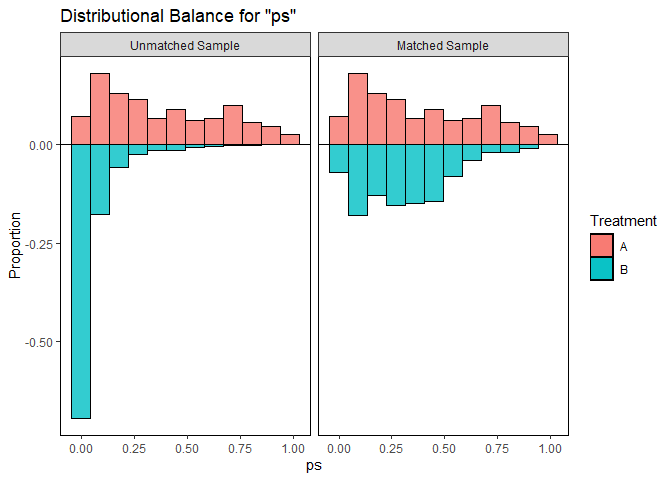 Distributional Balance for "ps"
Unmatched Sample
Matched Sample
0.00
-0.25
-0.50
Proportion
0.00 0.25 0.50 0.75 1.00
0.00 0.25 0.50 0.75 1.00
ps
Treatment
A
B